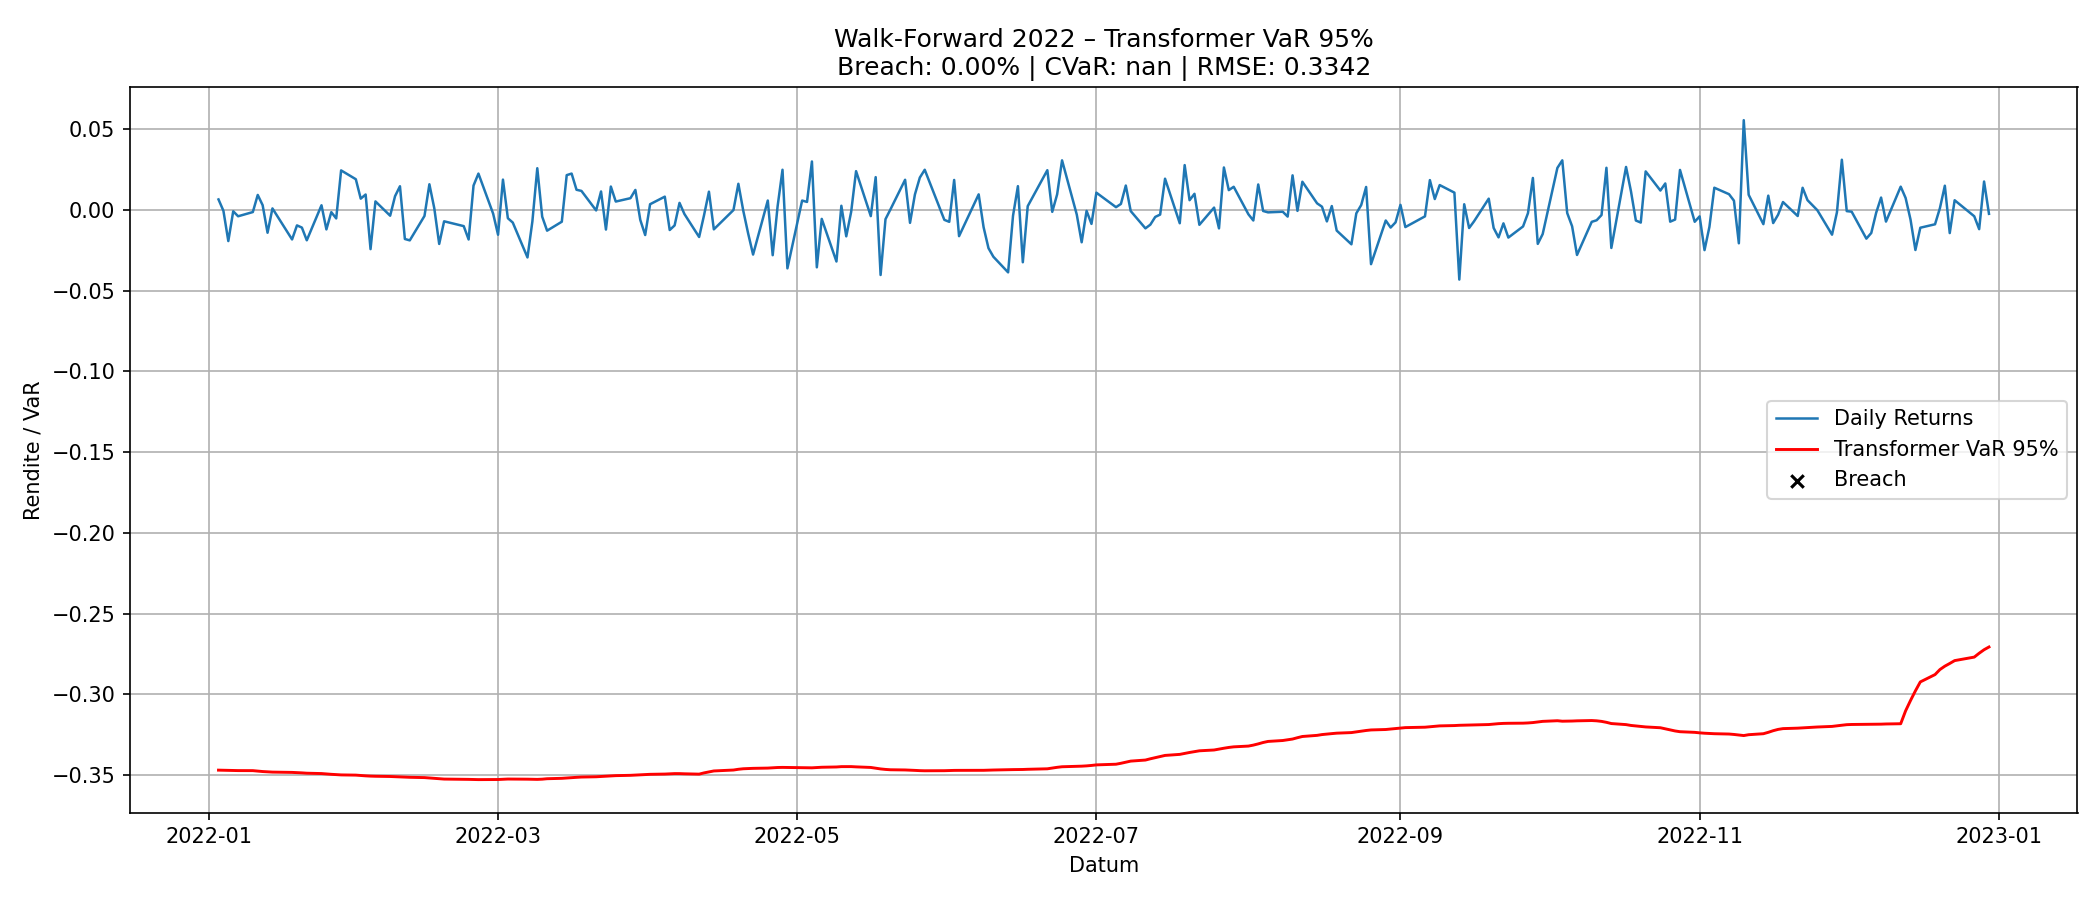 Walk-Forward 2022 – Transformer VaR 95%
Breach: 0.00% | CVaR: nan | RMSE: 0.3342
Rendite / VaR
0.05
0.00
−0.05
−0.10
−0.15
−0.20
−0.25
−0.30
−0.35
Daily Returns
Transformer VaR 95%
Breach
2022-01
2022-03
2022-05
2022-07
2022-09
2022-11
2023-01
Datum